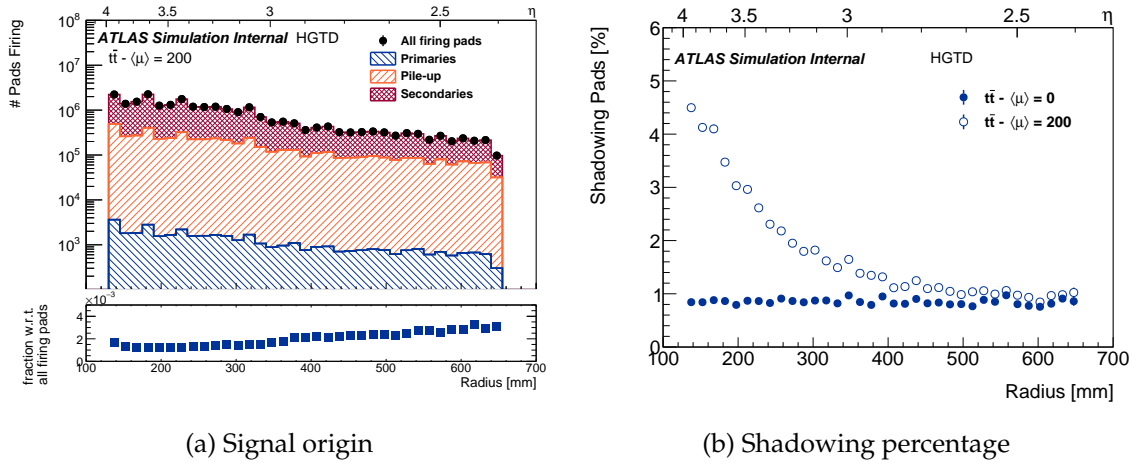 4 3.5 3 2.5 η
ATLAS Simulation Internal HGTD
tt̄ - ⟨μ⟩ = 200
All firing pads
Primaries
Pile-up
Secondaries
# Pads Firing
10⁸
10⁷
10⁶
10⁵
10⁴
10³
×10⁻³
4
2
0
fraction w.r.t.
all firing pads
100 200 300 400 500 600 700
Radius [mm]
(a) Signal origin
4 3.5 3 2.5 η
ATLAS Simulation Internal HGTD
tt̄ - ⟨μ⟩ = 0
tt̄ - ⟨μ⟩ = 200
Shadowing Pads [%]
6
5
4
3
2
1
0
100 200 300 400 500 600 700
Radius [mm]
(b) Shadowing percentage